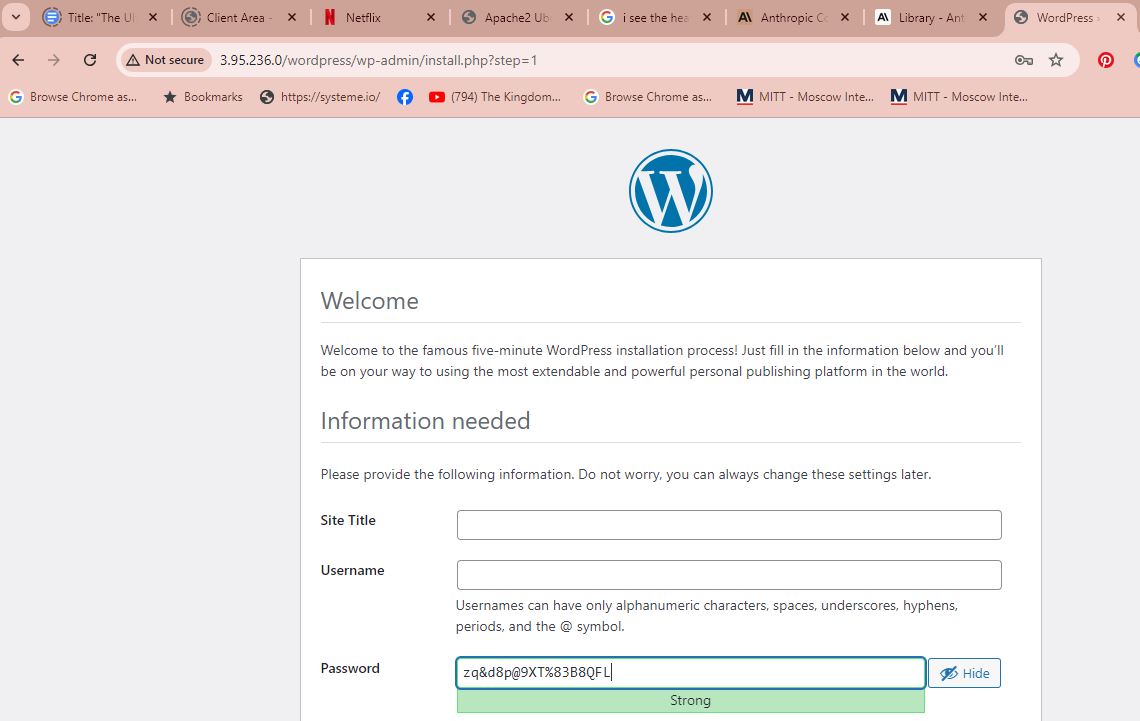 Title: "The Ul
Client Area -
Netflix
Apache2 Ub
i see the hea
Anthropic Co
Library - Ant
WordPress ›
Not secure
3.95.236.0/wordpress/wp-admin/install.php?step=1
Browse Chrome as...
Bookmarks
https://systeme.io/
(794) The Kingdom...
Browse Chrome as...
MITT - Moscow Inte...
MITT - Moscow Inte...
Welcome
Welcome to the famous five-minute WordPress installation process! Just fill in the information below and you’ll
be on your way to using the most extendable and powerful personal publishing platform in the world.
Information needed
Please provide the following information. Do not worry, you can always change these settings later.
Site Title
Username
Usernames can have only alphanumeric characters, spaces, underscores, hyphens,
periods, and the @ symbol.
Password
zq&d8p@9XT%83B8QFL
Hide
Strong